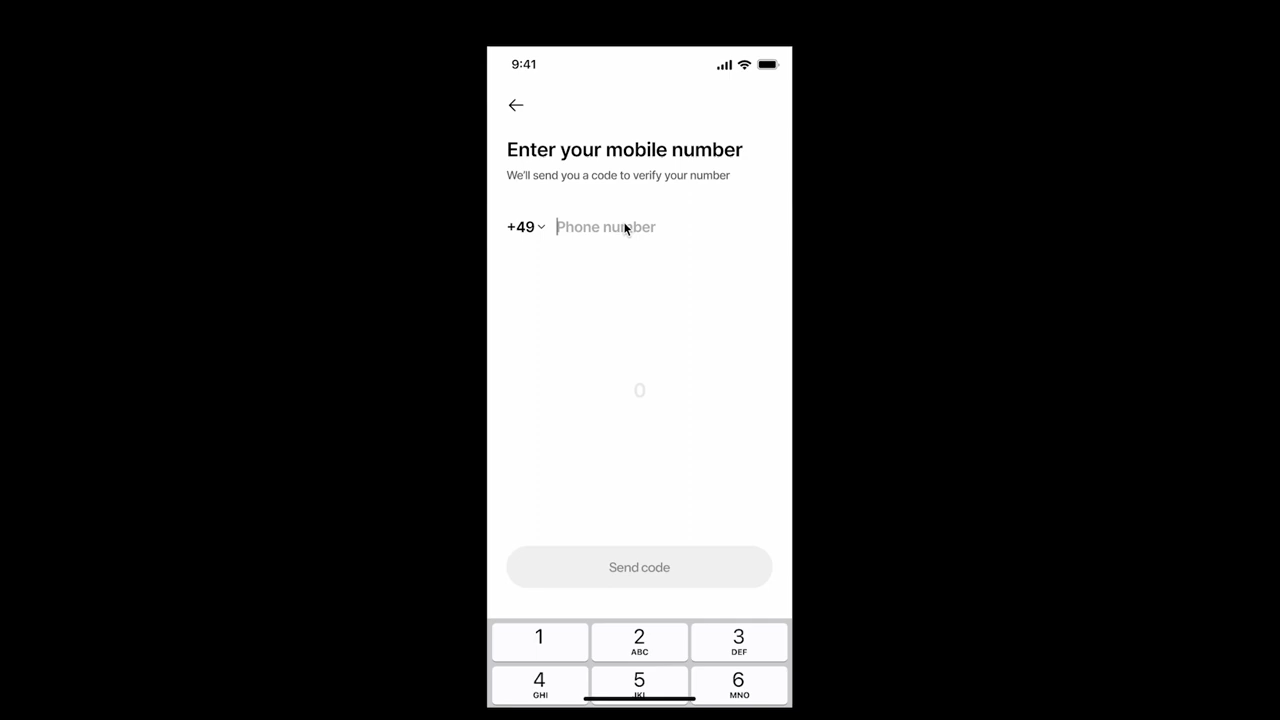 9:41
Enter your mobile number
We'll send you a code to verify your number
+49 Phone number
0
Send code
1 2 3
ABC DEF
4 5 6
GHI JKL MNO